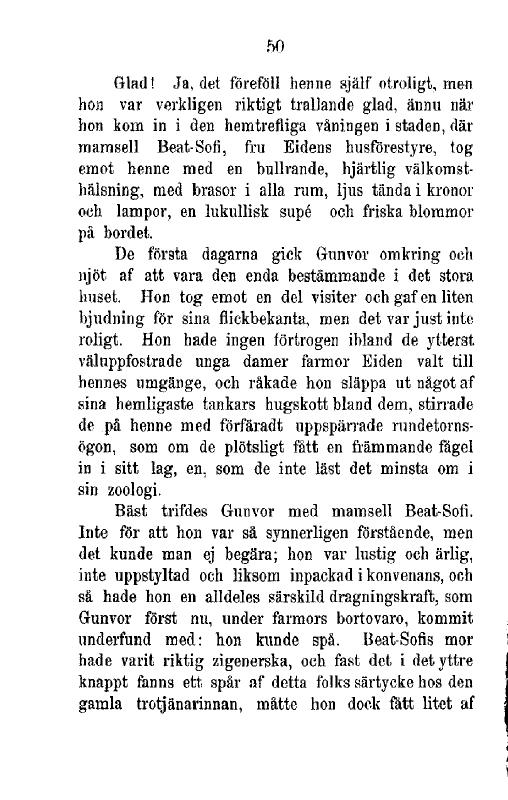 50
Glad! Ja, det föreföll henne själf otroligt, men
hon var verkligen riktigt trallande glad, ännu när
hon kom in i den hemtrefliga våningen i staden, där
mamsell Beat-Sofi, fru Eidens husförestyre, tog
emot henne med en bullrande, hjärtlig välkomst-
hälsning, med brasor i alla rum, ljus tända i kronor
och lampor, en lukullisk supé och friska blommor
på bordet.
De första dagarna gick Gunvor omkring och
njöt af att vara den enda bestämmande i det stora
huset. Hon tog emot en del visiter och gaf en liten
bjudning för sina flickbekanta, men det var just inte
roligt. Hon hade ingen förtrogen ibland de ytterst
väluppfostrade unga damer farmor Eiden valt till
hennes umgänge, och råkade hon släppa ut något af
sina hemligaste tankars hugskott bland dem, stirrade
de på henne med förfäradt uppspärrade rundetorns-
ögon, som om de plötsligt fått en främmande fågel
in i sitt lag, en, som de inte läst det minsta om i
sin zoologi.
Bäst trifdes Gunvor med mamsell Beat-Sofi.
Inte för att hon var så synnerligen förstående, men
det kunde man ej begära; hon var lustig och ärlig,
inte uppstyltad och liksom inpackad i konvenans, och
så hade hon en alldeles särskild dragningskraft, som
Gunvor först nu, under farmors bortovaro, kommit
underfund med: hon kunde spå. Beat-Sofis mor
hade varit riktig zigenerska, och fast det i det yttre
knappt fanns ett spår af detta folks särtycke hos den
gamla trotjänarinnan, måtte hon dock fått litet af